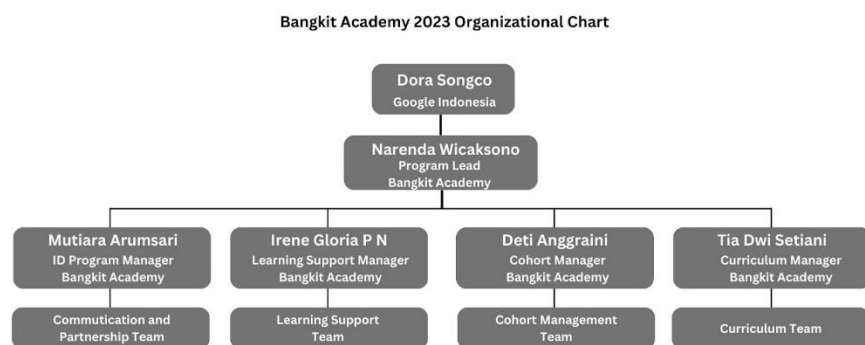 Bangkit Academy 2023 Organizational Chart
Dora Songco
Google Indonesia
Narenda Wicaksono
Program Lead
Bangkit Academy
Mutiara Arumsari
ID Program Manager
Bangkit Academy
Irene Gloria P N
Learning Support Manager
Bangkit Academy
Deti Anggraini
Cohort Manager
Bangkit Academy
Tia Dwi Setiani
Curriculum Manager
Bangkit Academy
Commutication and
Partnership Team
Learning Support
Team
Cohort Management
Team
Curriculum Team